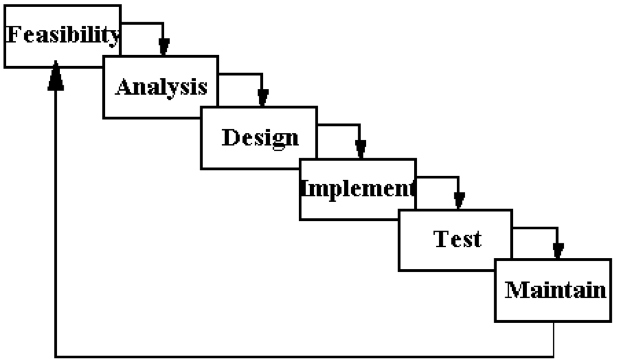 Feasibility
Analysis
Design
Implement
Test
Maintain